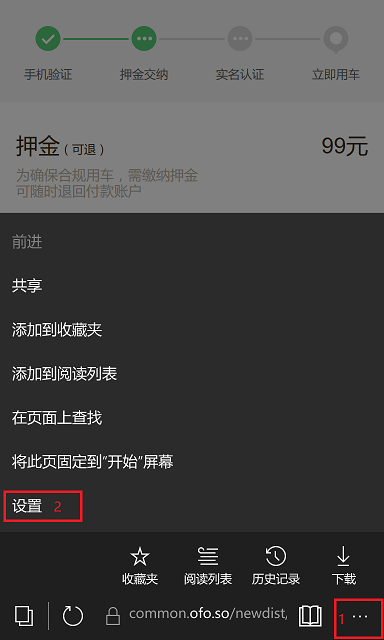 手机验证 押金交纳 实名认证 立即用车
押金(可退) 99元
为确保合规用车，需缴纳押金
可随时退回付款账户
前进
共享
添加到收藏夹
添加到阅读列表
在页面上查找
将此页固定到"开始"屏幕
设置 2
收藏夹 阅读列表 历史记录 下载
common.ofo.so/newdist, 1